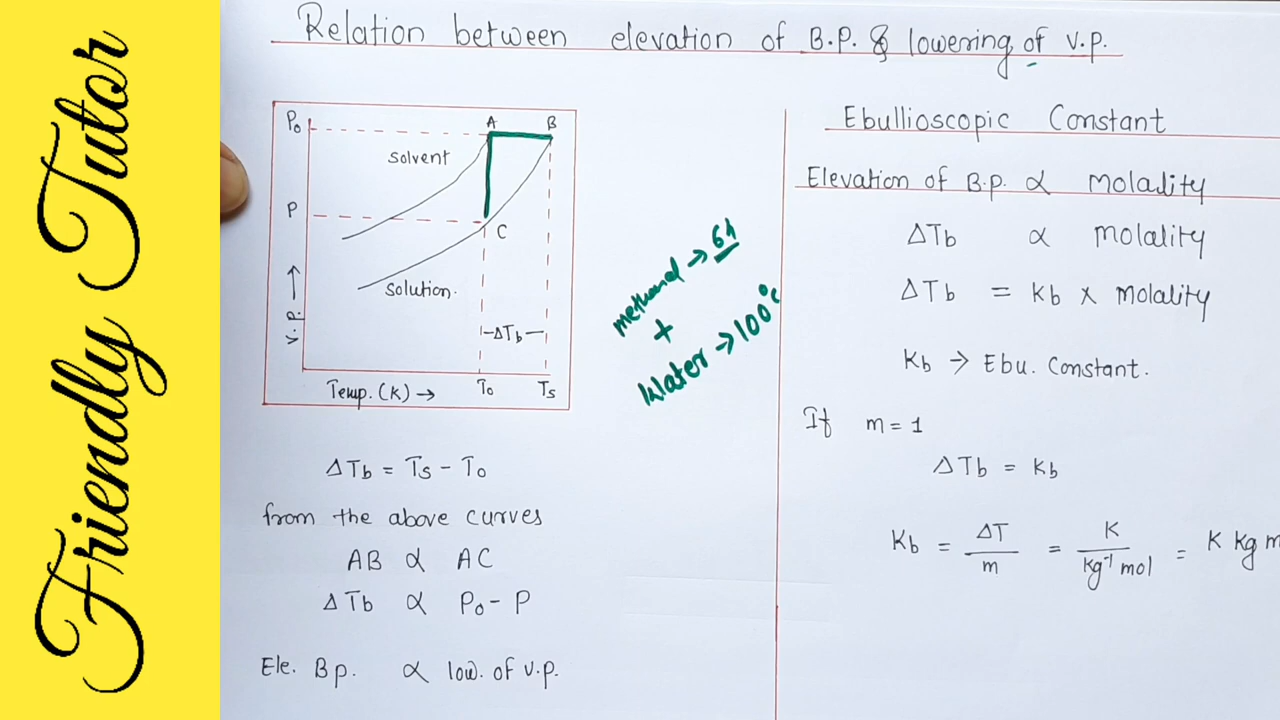 Friendly Tutor
Relation between elevation of B.P. & lowering of v.p.
P₀
A
B
solvent
P
C
solution.
V.P. →
ΔTb
Temp. (K) →
T₀
Ts
ΔTb = Ts - T₀
from the above curves
AB ∝ AC
ΔTb ∝ P₀ - P
Ele. B p. ∝ low. of v.p.
methanol → 64
+
Water → 100°C
Ebullioscopic Constant
Elevation of B.p. ∝ molality
ΔTb ∝ molality
ΔTb = Kb × molality
Kb → Ebu. Constant.
If m = 1
ΔTb = Kb
Kb = ΔT/m = K/kg⁻¹ mol = K kg m